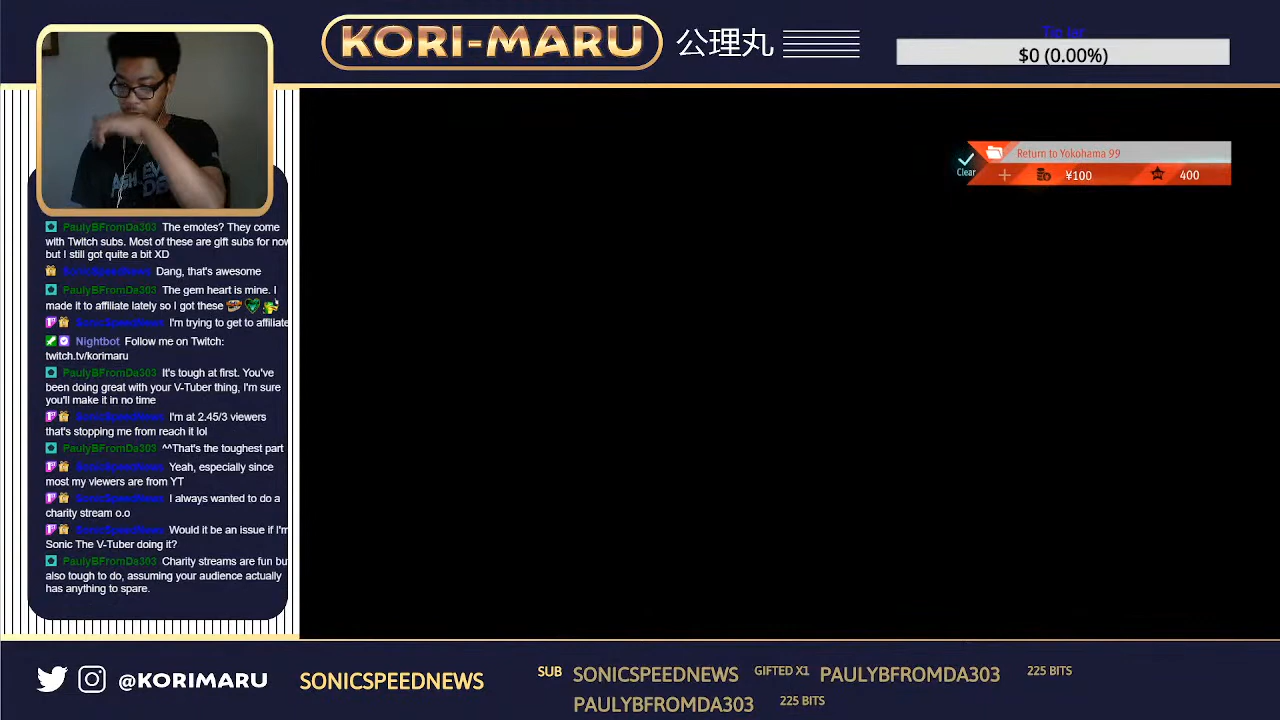 KORI-MARU 公理丸
Tip Jar
$0 (0.00%)
Return to Yokohama 99
Clear
¥100 400
PaulyBFromDa303 The emotes? They come
with Twitch subs. Most of these are gift subs for now
but I still got quite a bit XD
SonicSpeedNews Dang, that's awesome
PaulyBFromDa303 The gem heart is mine. I
made it to affiliate lately so I got these
SonicSpeedNews I'm trying to get to affiliate
Nightbot Follow me on Twitch:
twitch.tv/korimaru
PaulyBFromDa303 It's tough at first. You've
been doing great with your V-Tuber thing, I'm sure
you'll make it in no time
SonicSpeedNews I'm at 2.45/3 viewers
that's stopping me from reach it lol
PaulyBFromDa303 ^^That's the toughest part
SonicSpeedNews Yeah, especially since
most my viewers are from YT
SonicSpeedNews I always wanted to do a
charity stream o.o
SonicSpeedNews Would it be an issue if I'm
Sonic The V-Tuber doing it?
PaulyBFromDa303 Charity streams are fun but
also tough to do, assuming your audience actually
has anything to spare.
@KORIMARU
SONICSPEEDNEWS
SUB SONICSPEEDNEWS GIFTED X1 PAULYBFROMDA303 225 BITS
PAULYBFROMDA303 225 BITS